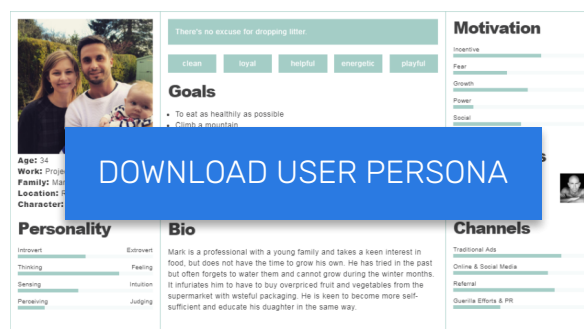 There's no excuse for dropping litter.
clean loyal helpful energetic playful
Goals
To eat as healthily as possible
Climb a mountain
Age: 34
Work:
Family:
Location:
Character:
DOWNLOAD USER PERSONA
Personality
Introvert Extrovert
Thinking Feeling
Sensing Intuition
Perceiving Judging
Bio
Mark is a professional with a young family and takes a keen interest in
food, but does not have the time to grow his own. He has tried in the past
but often forgets to water them and cannot grow during the winter months.
It infuriates him to have to buy overpriced fruit and vegetables from the
supermarket with wsteful packaging. He is keen to become more self-
sufficient and educate his daughter in the same way.
Motivation
Incentive
Fear
Growth
Power
Social
Channels
Traditional Ads
Online & Social Media
Referral
Guerilla Efforts & PR